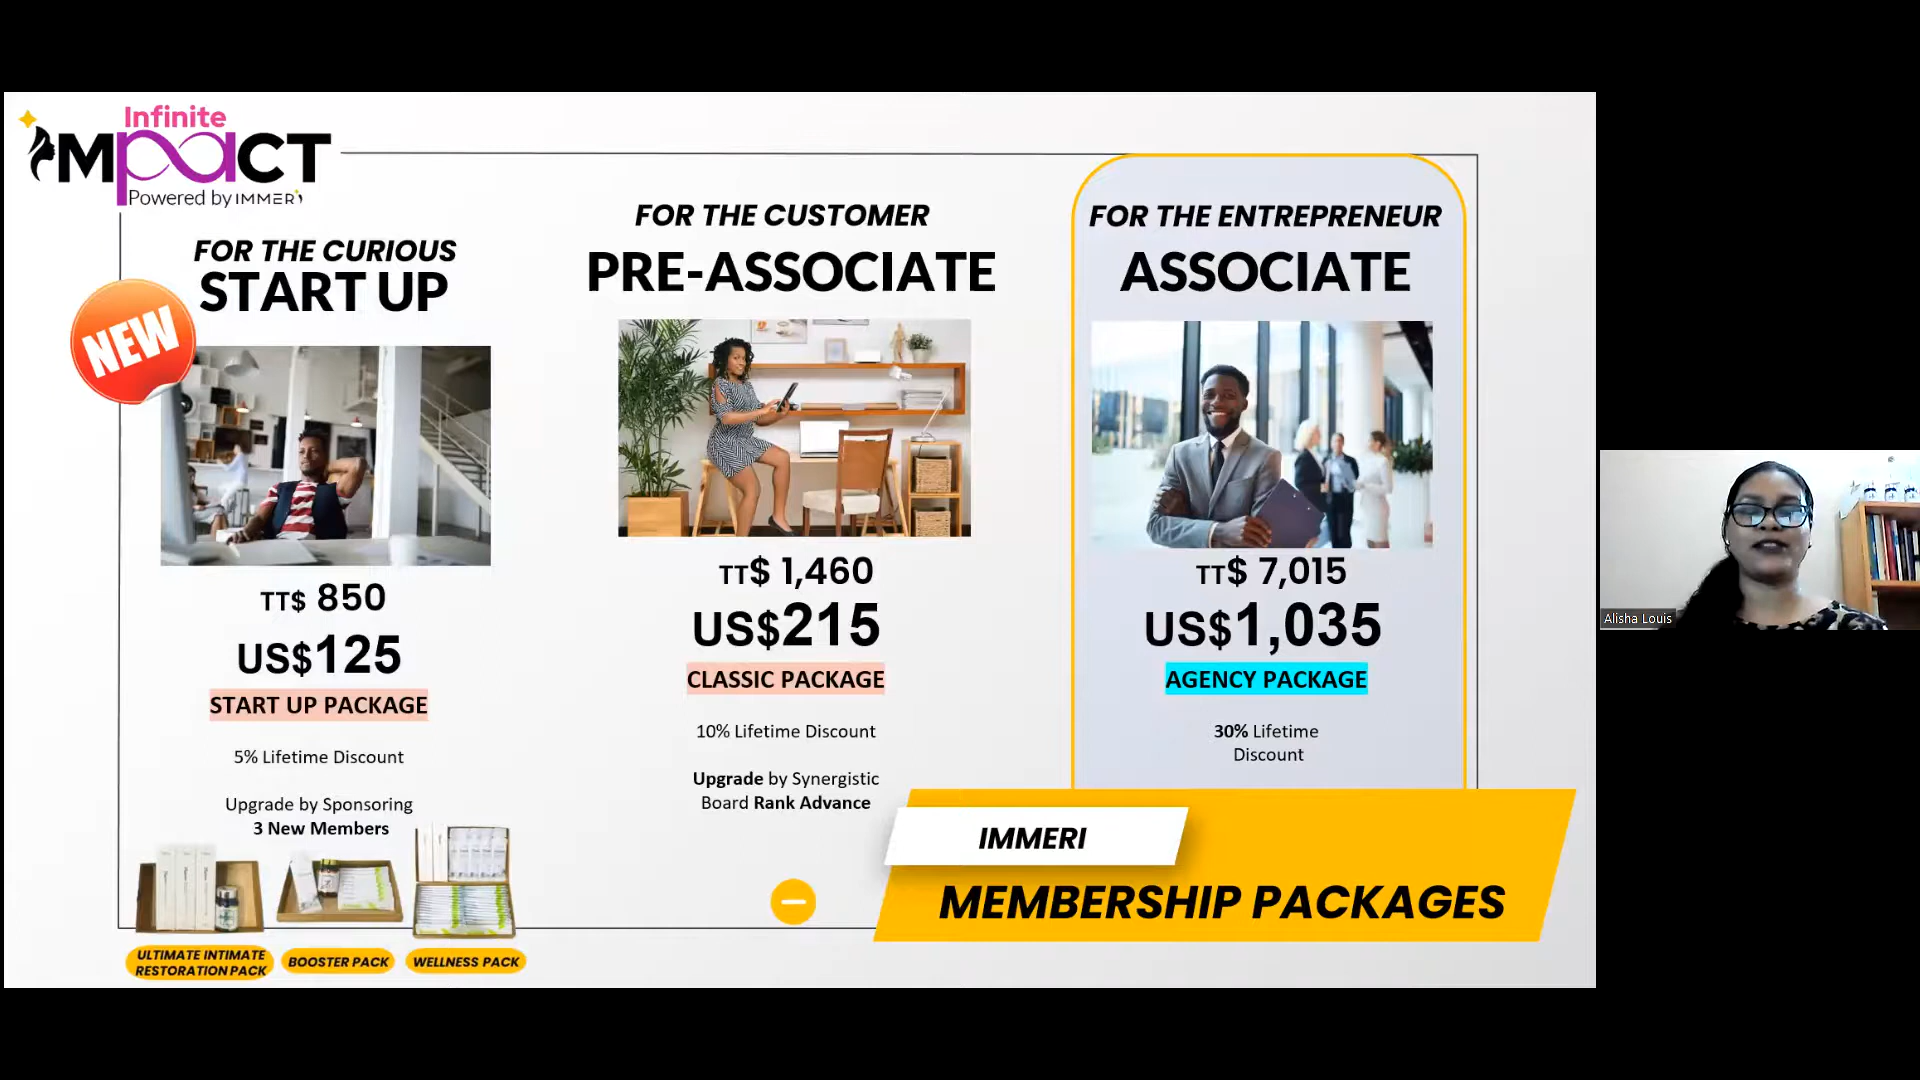 Infinite
iMPACT
Powered by IMMERI
FOR THE CURIOUS
START UP
NEW
TT$ 850
US$125
START UP PACKAGE
5% Lifetime Discount
Upgrade by Sponsoring
3 New Members
ULTIMATE INTIMATE
RESTORATION PACK
BOOSTER PACK
WELLNESS PACK
FOR THE CUSTOMER
PRE-ASSOCIATE
TT$ 1,460
US$215
CLASSIC PACKAGE
10% Lifetime Discount
Upgrade by Synergistic
Board Rank Advance
FOR THE ENTREPRENEUR
ASSOCIATE
TT$ 7,015
US$1,035
AGENCY PACKAGE
30% Lifetime
Discount
IMMERI
MEMBERSHIP PACKAGES
Alisha Louis